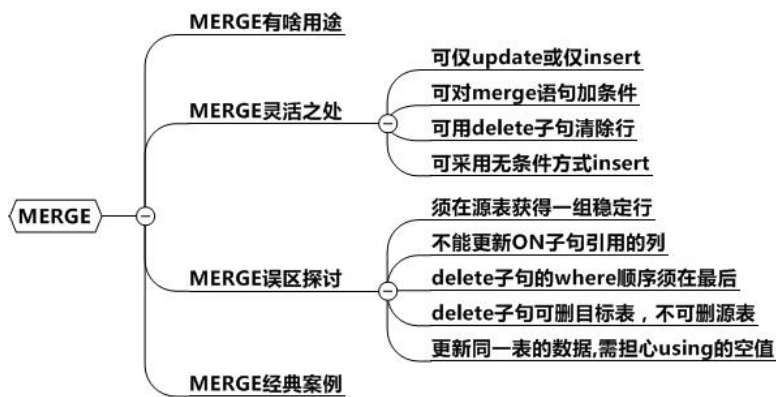 MERGE
MERGE有啥用途
MERGE灵活之处
可仅update或仅insert
可对merge语句加条件
可用delete子句清除行
可采用无条件方式insert
MERGE误区探讨
须在源表获得一组稳定行
不能更新ON子句引用的列
delete子句的where顺序须在最后
delete子句可删目标表，不可删源表
更新同一表的数据,需担心using的空值
MERGE经典案例